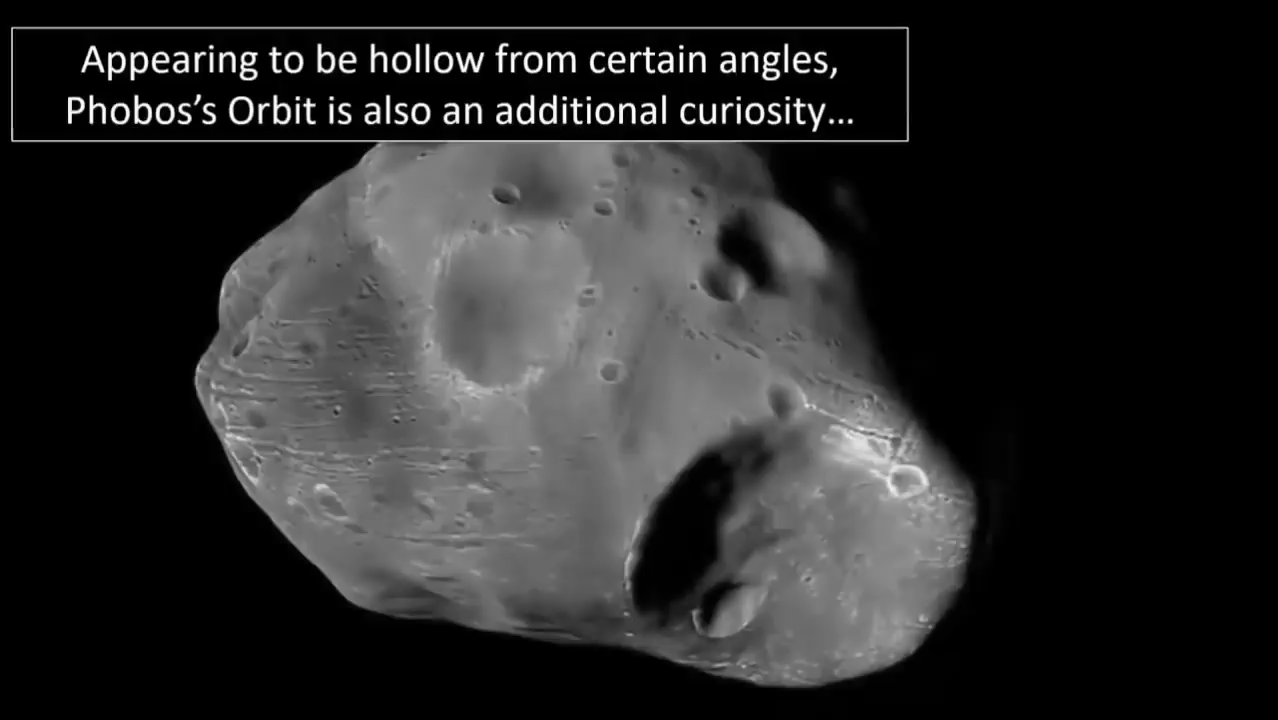 Appearing to be hollow from certain angles,
Phobos’s Orbit is also an additional curiosity…